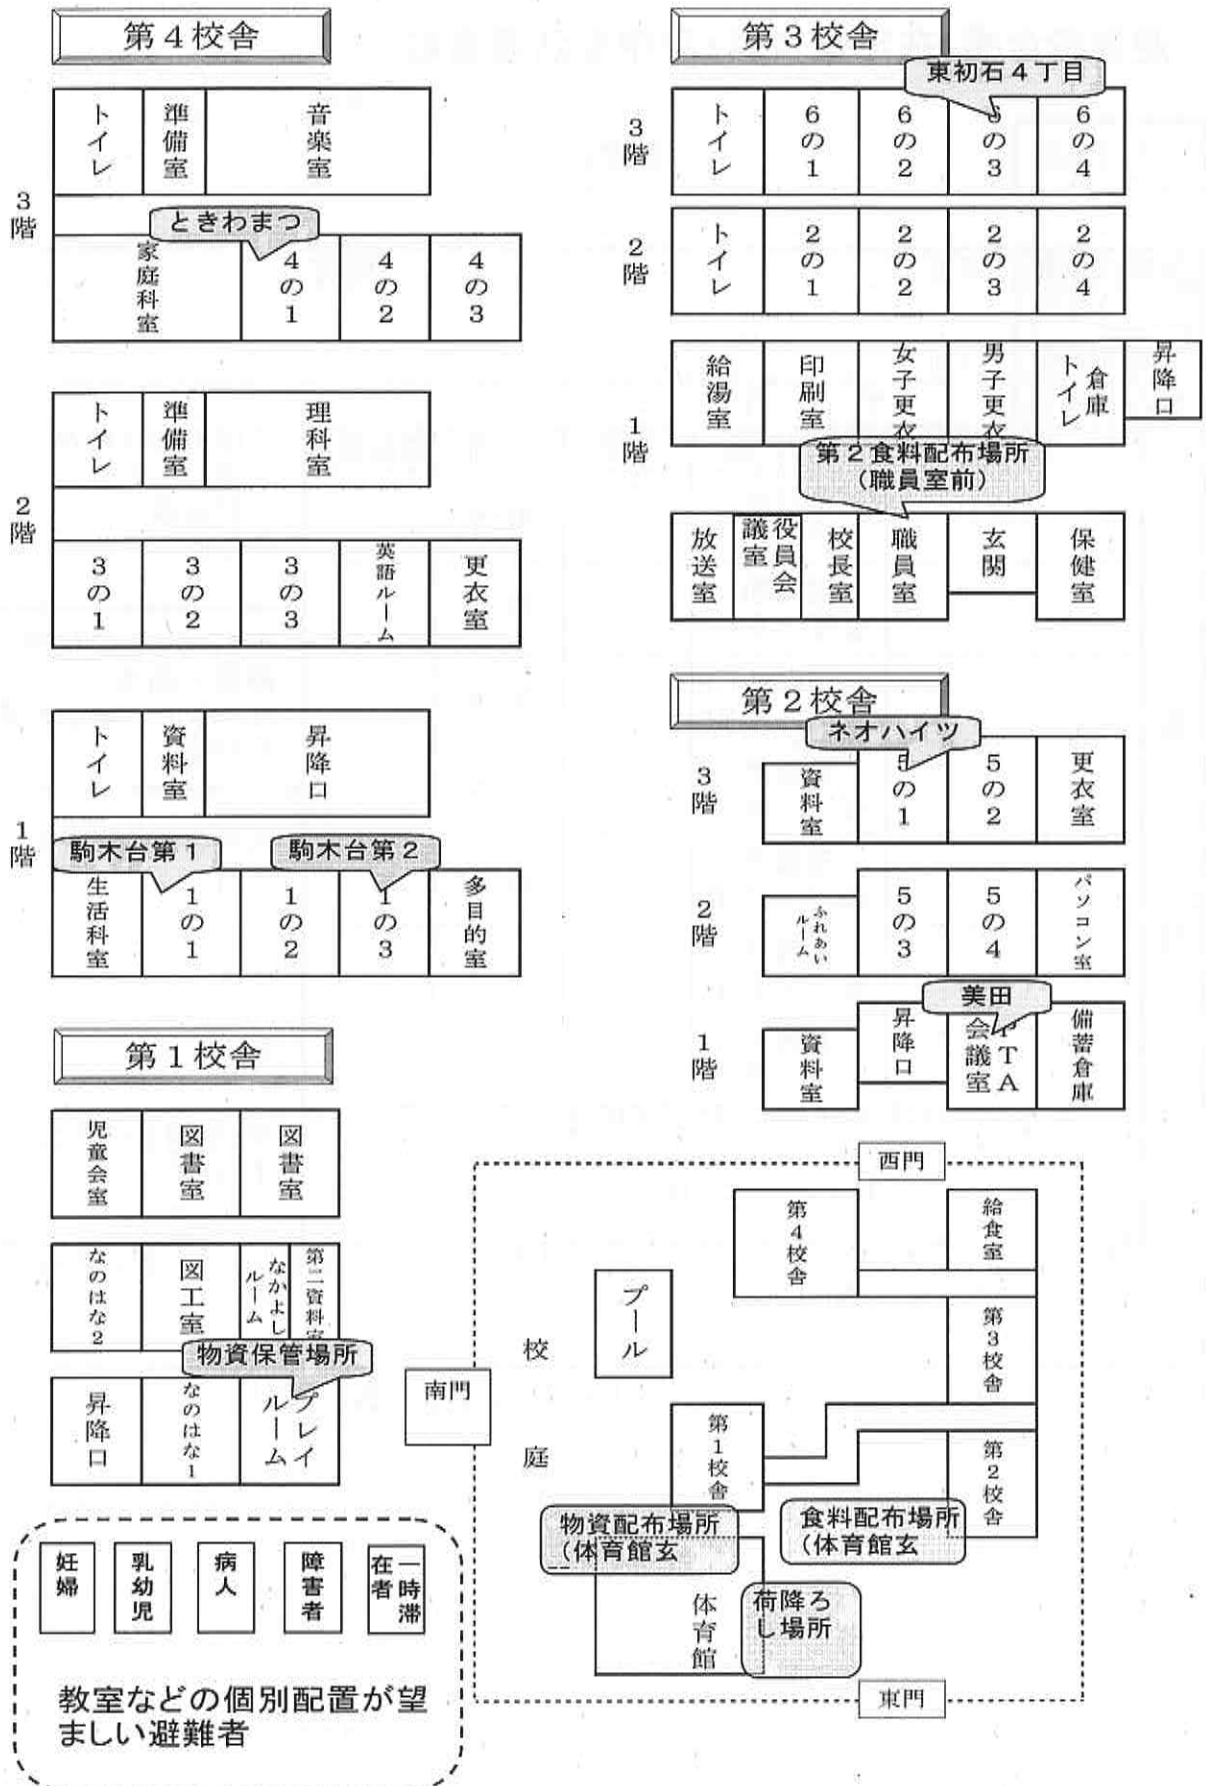 第４校舎
トイレ
準備室
音楽室
3階
ときわまつ
家庭科室
4の1
4の2
4の3
トイレ
準備室
理科室
2階
3の1
3の2
3の3
英語ルーム
更衣室
トイレ
資料室
昇降口
1階
駒木台第１
駒木台第２
生活科室
1の1
1の2
1の3
多目的室
第１校舎
児童会室
図書室
図書室
なのはな2
図工室
なかよしルーム
第二資料室
物資保管場所
昇降口
なのはな1
プレイルーム
妊婦
乳幼児
病人
障害者
一時滞在者
教室などの個別配置が望
ましい避難者
第３校舎
東初石４丁目
3階
トイレ
6の1
6の2
6の3
6の4
2階
トイレ
2の1
2の2
2の3
2の4
1階
給湯室
印刷室
女子更衣
男子更衣
トイレ
倉庫
昇降口
第２食料配布場所
（職員室前）
放送室
役員会議室
校長室
職員室
玄関
保健室
第２校舎
ネオハイツ
3階
資料室
5の1
5の2
更衣室
2階
ふれあいルーム
5の3
5の4
パソコン室
美田
1階
資料室
昇降口
PTA会議室
備蓄倉庫
西門
第4校舎
給食室
プール
第3校舎
校庭
南門
第1校舎
第2校舎
物資配布場所
（体育館玄
食料配布場所
（体育館玄
体育館
荷降ろ
し場所
東門